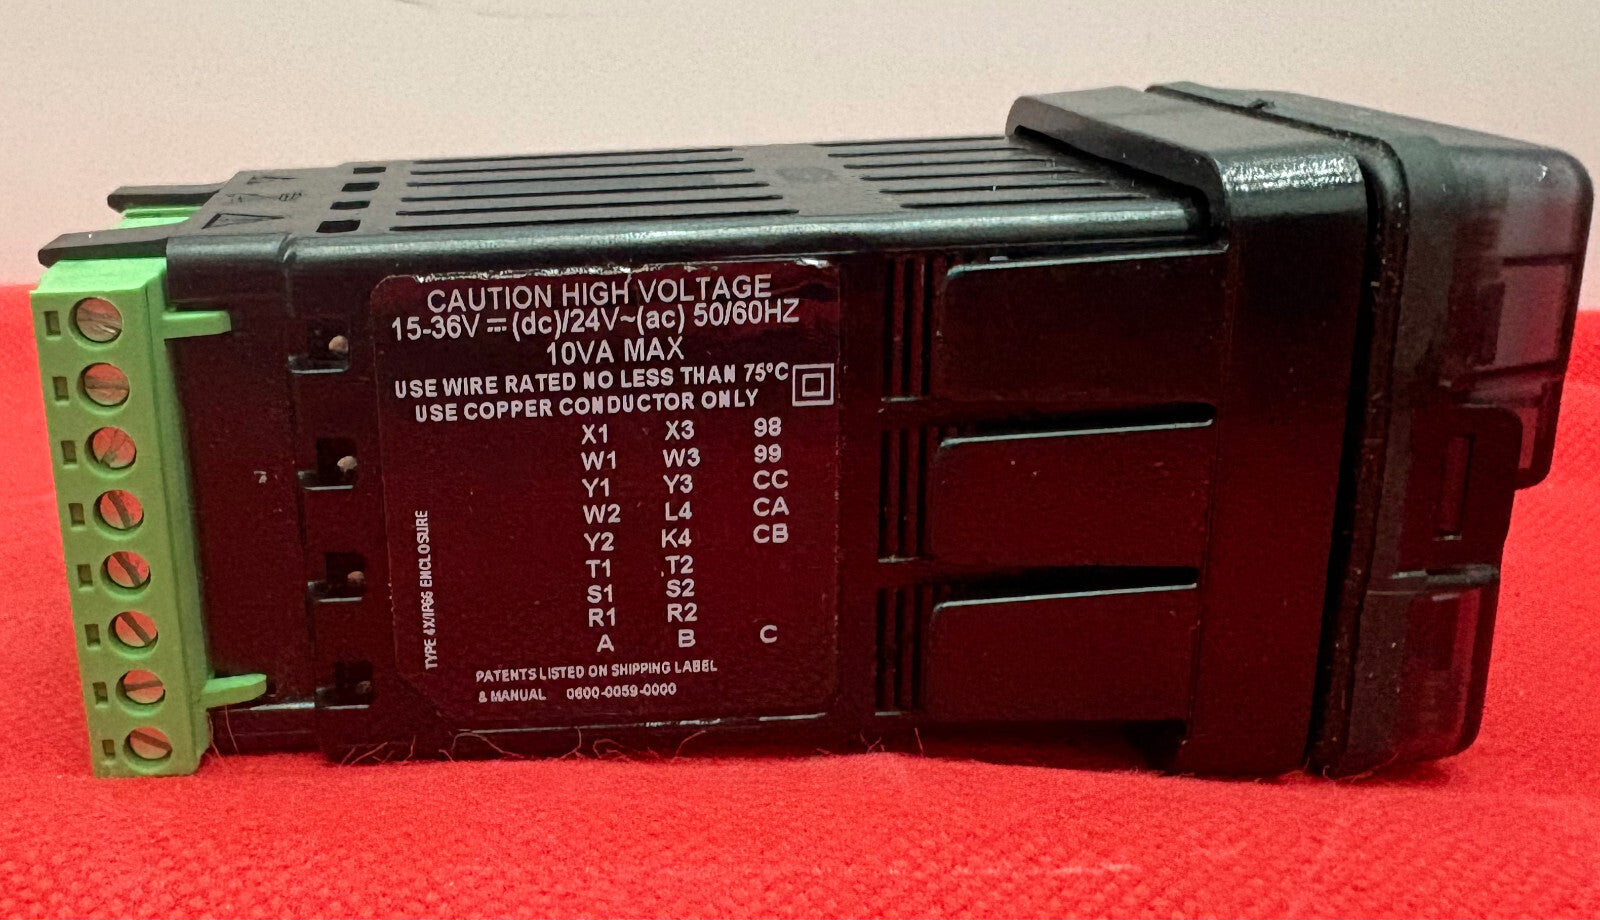 CAUTION HIGH VOLTAGE
15-36V ⎓ (dc)/24V~(ac) 50/60HZ
10VA MAX
USE WIRE RATED NO LESS THAN 75°C
USE COPPER CONDUCTOR ONLY
X1 X3 98
W1 W3 99
Y1 Y3 CC
W2 L4 CA
Y2 K4 CB
T1 T2
S1 S2
R1 R2
A B C
TYPE 4X/IP66 ENCLOSURE
PATENTS LISTED ON SHIPPING LABEL
& MANUAL 0600-0059-0000